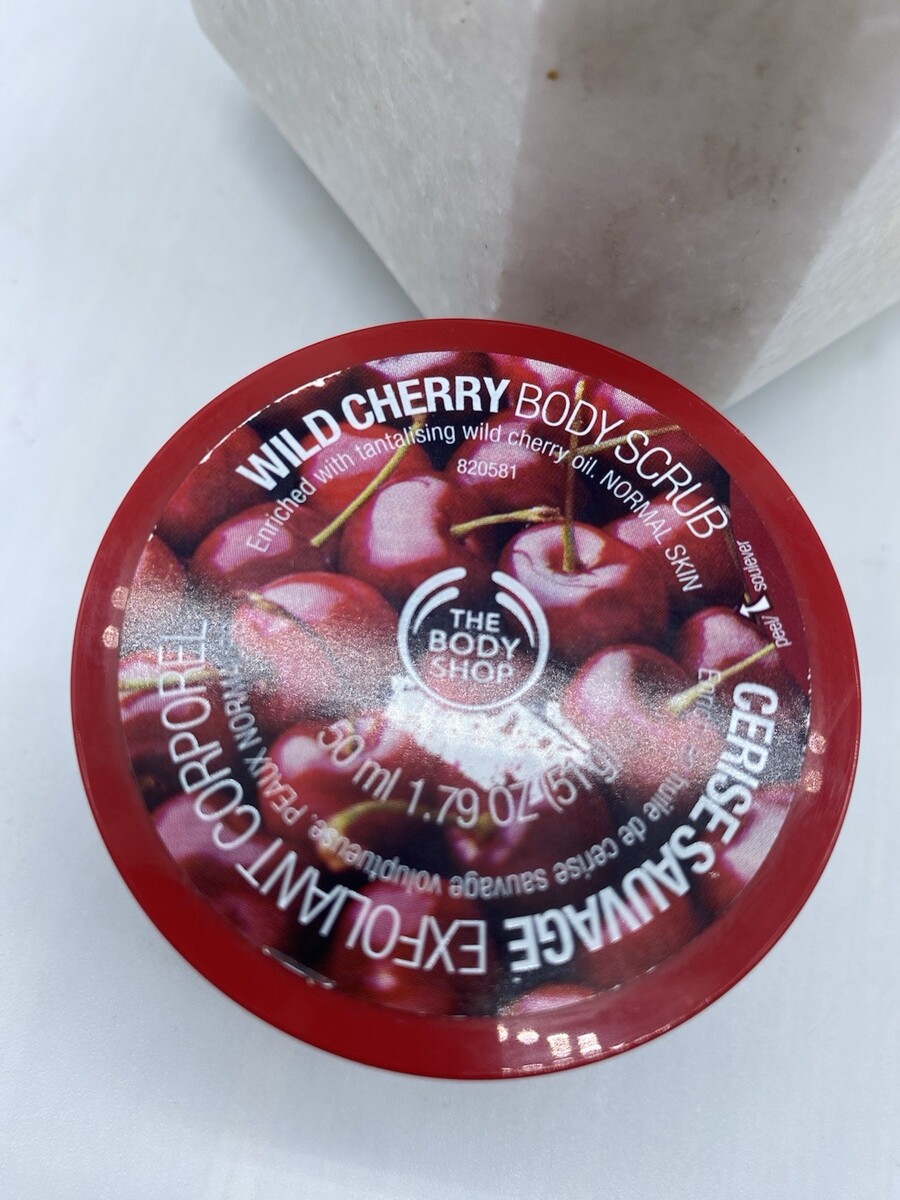 WILD CHERRY BODY SCRUB
Enriched with tantalising wild cherry oil. NORMAL SKIN
820581
peel/soulever
THE
BODY
SHOP
50 ml 1.79 OZ (51g)
CERISE SAUVAGE EXFOLIANT CORPOREL
huile de cerise sauvage voluptueuse. PEAUX